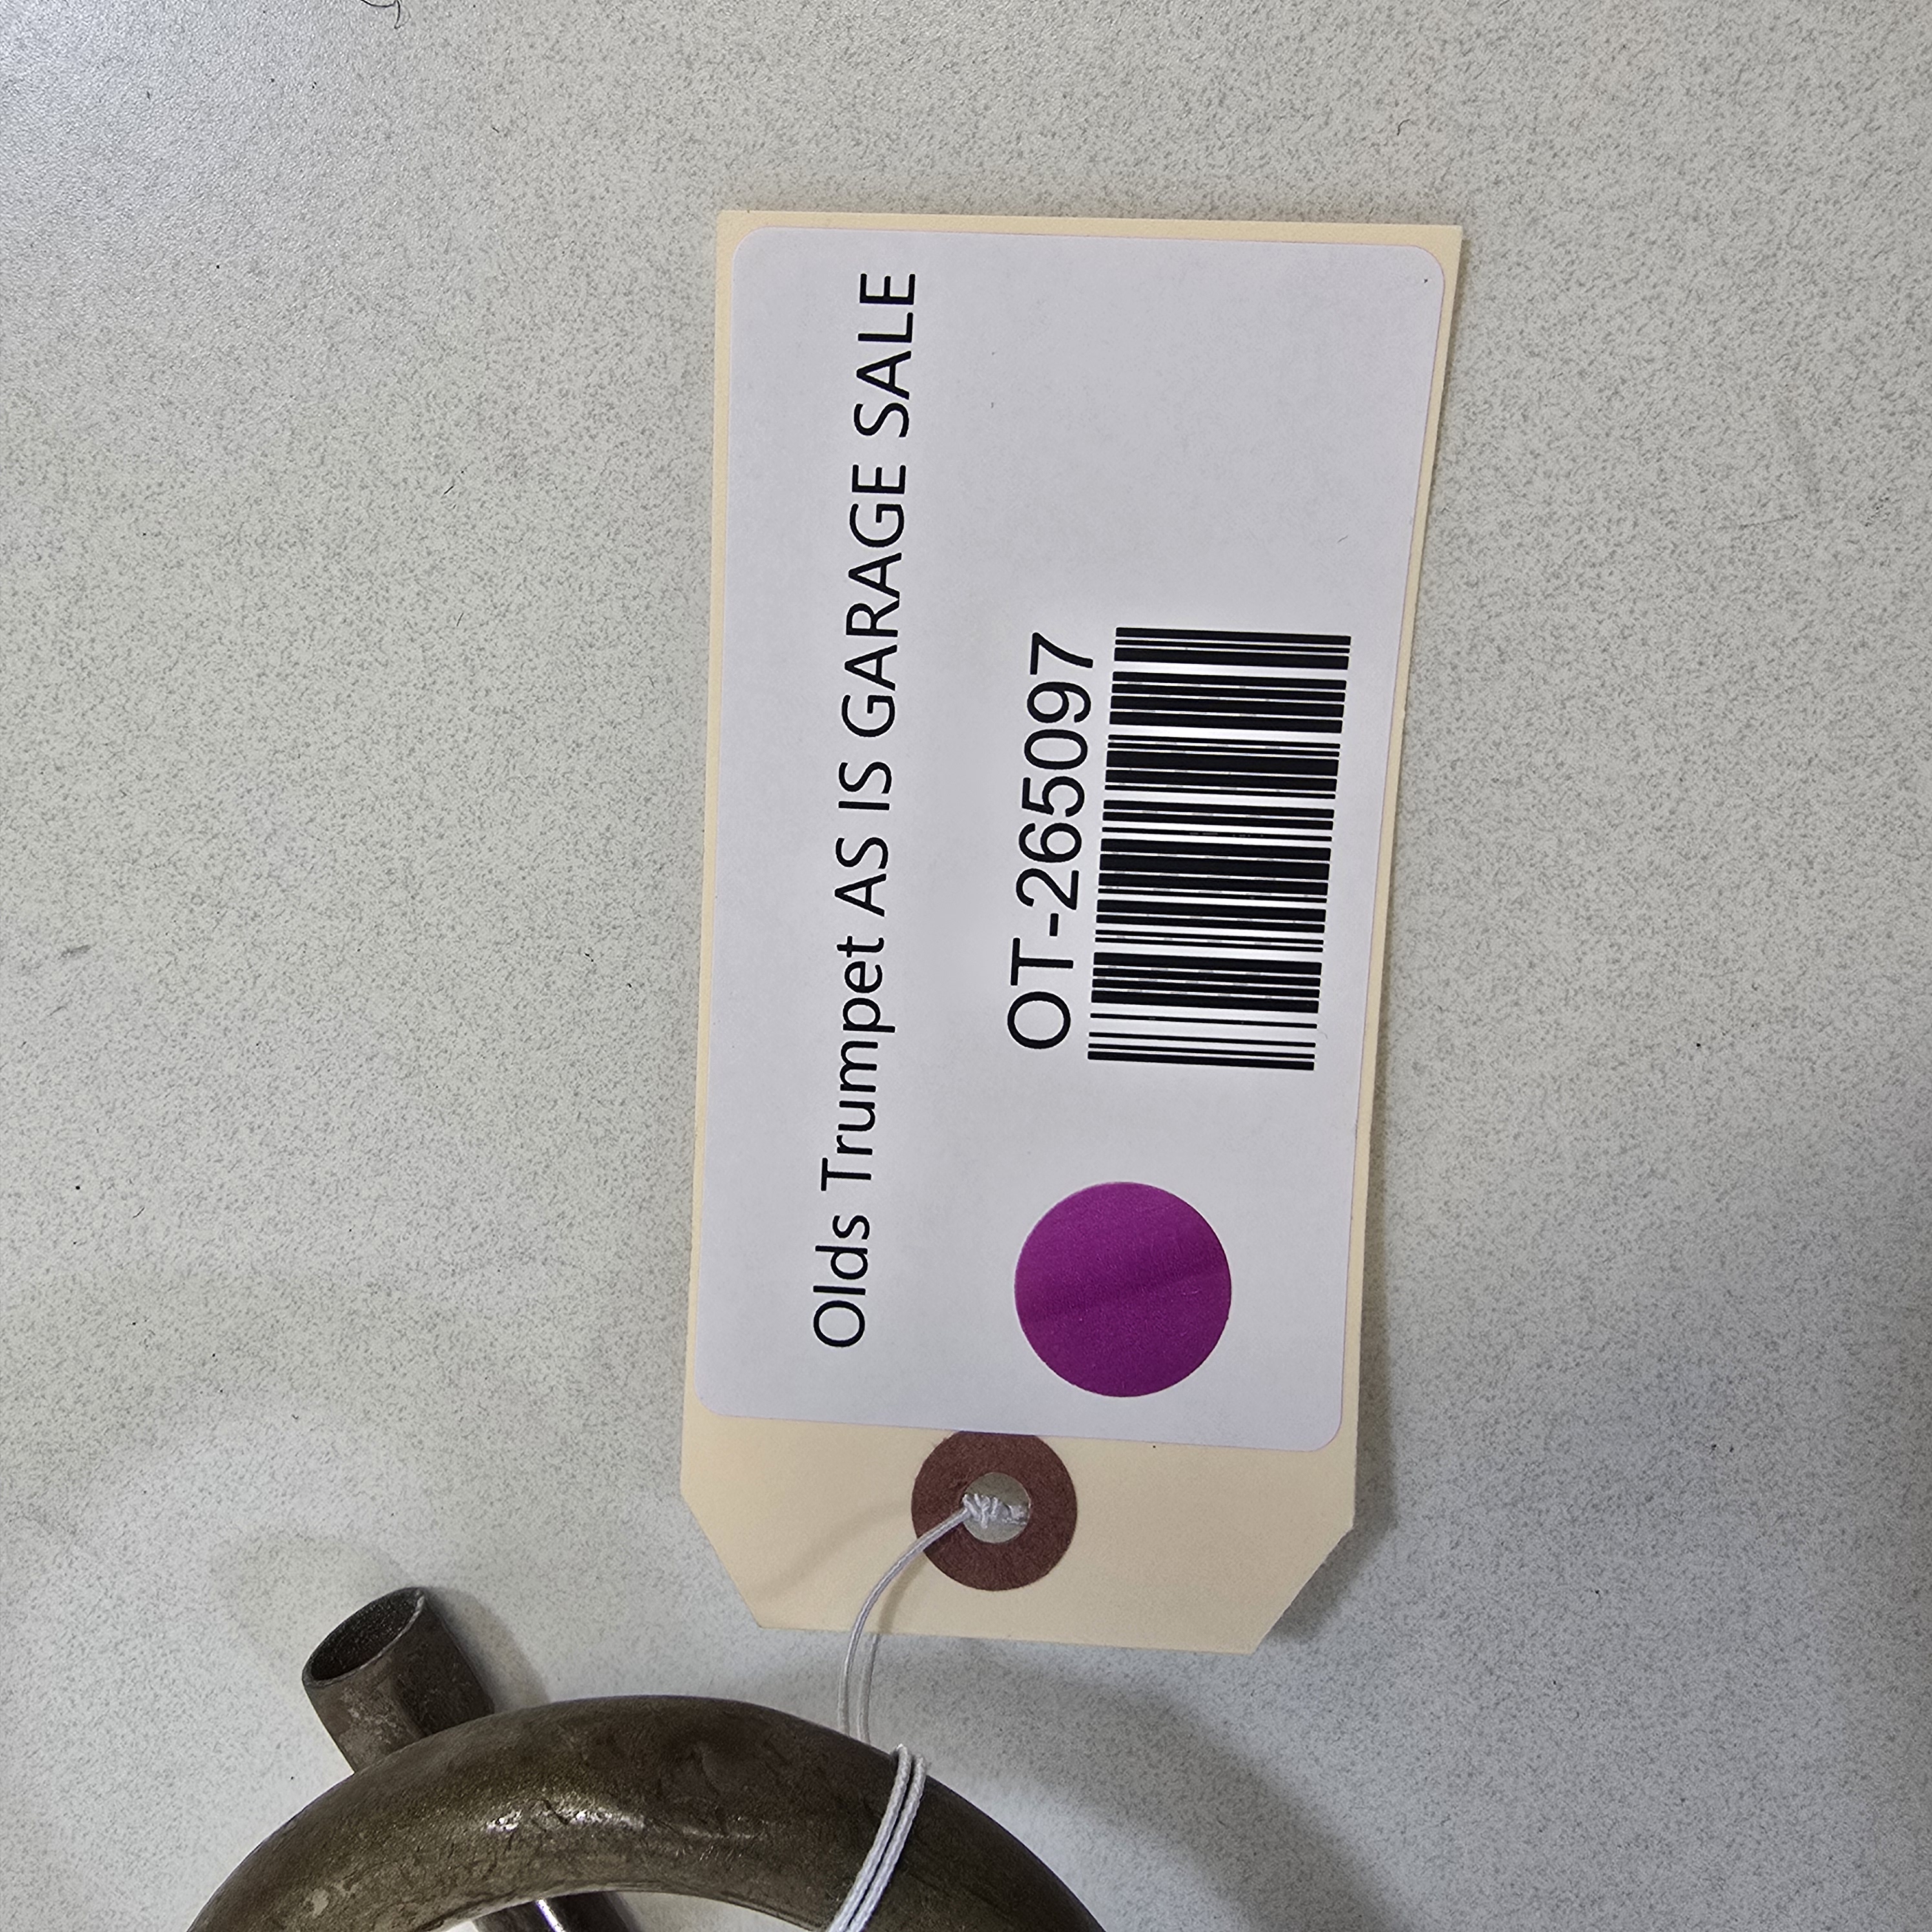 Olds Trumpet AS IS GARAGE SALE
OT-265097